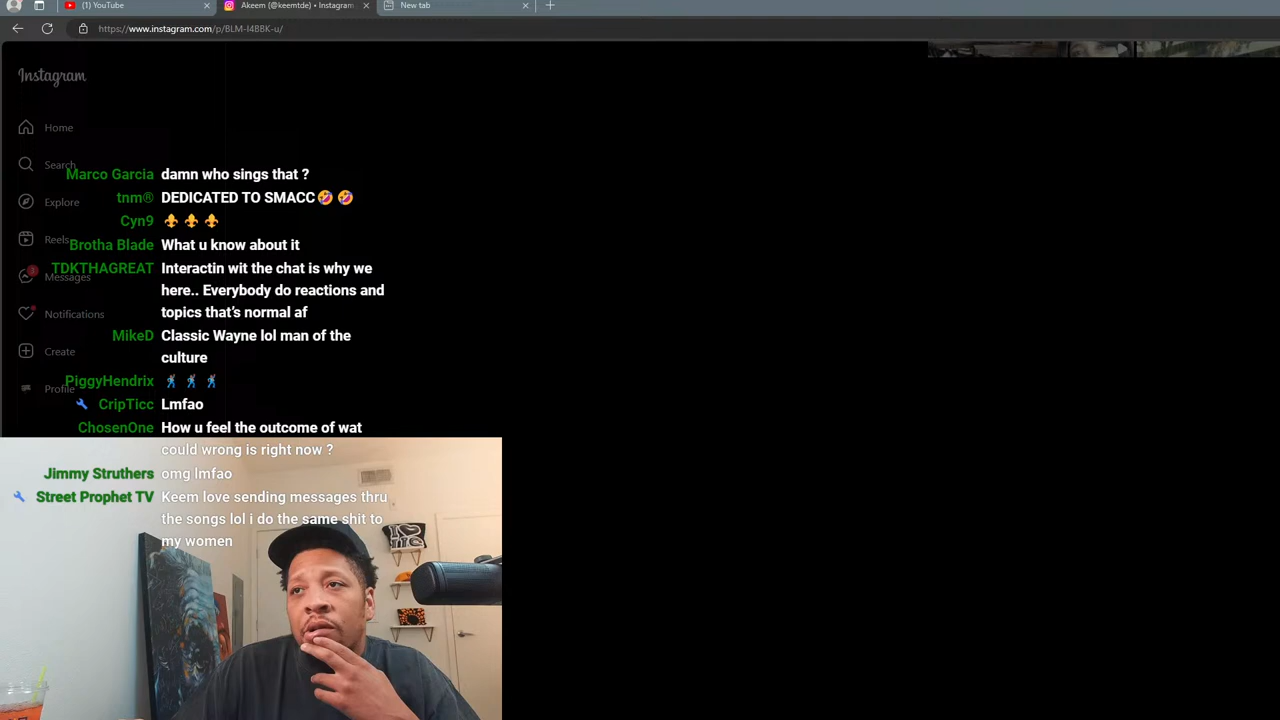 (1) YouTube
Akeem (@keemtde) • Instagram
New tab
https://www.instagram.com/p/BLM-I4BBK-u/
Instagram
Home
Search
Explore
Reels
3
Messages
Notifications
Create
Profile
Marco Garcia damn who sings that ?
tnm® DEDICATED TO SMACC🤣 🤣
Cyn9 ⚜️ ⚜️ ⚜️
Brotha Blade What u know about it
TDKTHAGREAT Interactin wit the chat is why we
here.. Everybody do reactions and
topics that's normal af
MikeD Classic Wayne lol man of the
culture
PiggyHendrix 🕺🏿 🕺🏿 🕺🏿
CripTicc Lmfao
ChosenOne How u feel the outcome of wat
could wrong is right now ?
Jimmy Struthers omg lmfao
Street Prophet TV Keem love sending messages thru
the songs lol i do the same shit to
my women